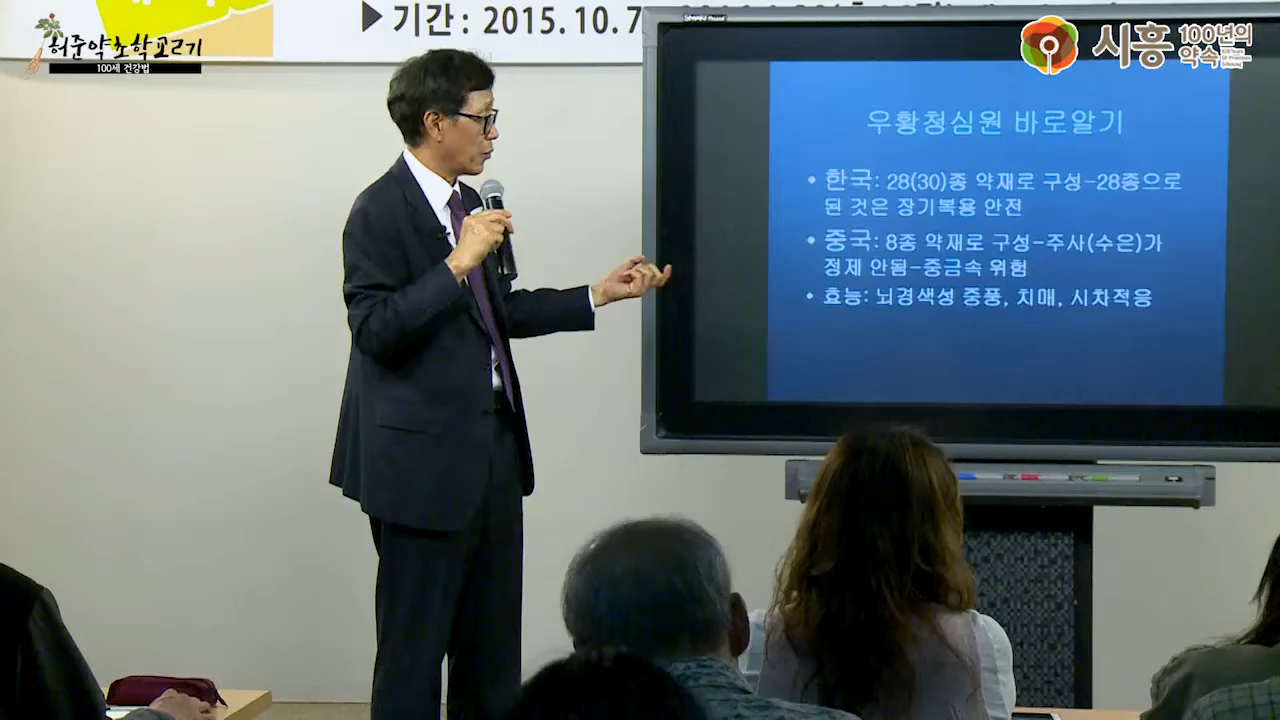 ▶기간 : 2015.10.7
허준약초학교2기
100세 건강법
시흥 100년의 약속
우황청심원 바로알기
• 한국: 28(30)종 약재로 구성-28종으로
된 것은 장기복용 안전
• 중국: 8종 약재로 구성-주사(수은)가
정제 안됨-중금속 위험
• 효능: 뇌경색성 중풍, 치매, 시차적응